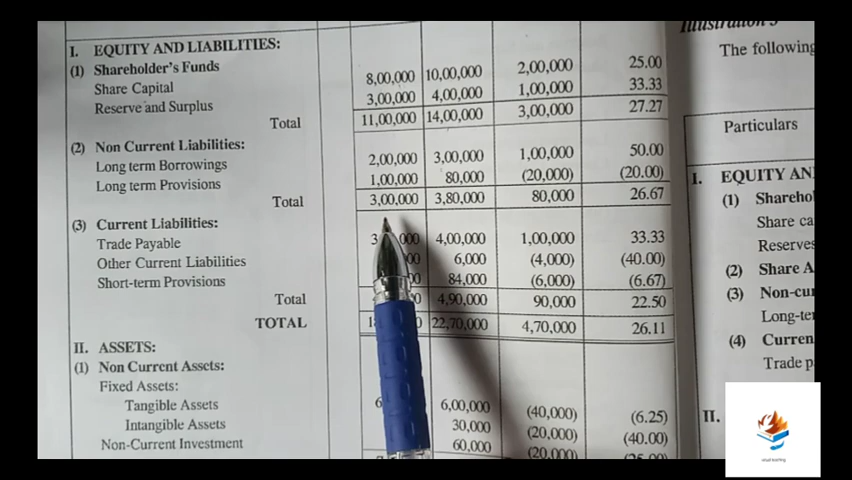 I. EQUITY AND LIABILITIES:
(1) Shareholder's Funds
Share Capital 8,00,000 10,00,000 2,00,000 25.00
Reserve and Surplus 3,00,000 4,00,000 1,00,000 33.33
Total 11,00,000 14,00,000 3,00,000 27.27
(2) Non Current Liabilities:
Long term Borrowings 2,00,000 3,00,000 1,00,000 50.00
Long term Provisions 1,00,000 80,000 (20,000) (20.00)
Total 3,00,000 3,80,000 80,000 26.67
(3) Current Liabilities:
Trade Payable 4,00,000 1,00,000 33.33
Other Current Liabilities 6,000 (4,000) (40.00)
Short-term Provisions 84,000 (6,000) (6.67)
Total 4,90,000 90,000 22.50
TOTAL 22,70,000 4,70,000 26.11
II. ASSETS:
(1) Non Current Assets:
Fixed Assets:
Tangible Assets 6,00,000 (40,000) (6.25)
Intangible Assets 30,000 (20,000) (40.00)
Non-Current Investment 60,000 (20,000)
The following
Particulars
I. EQUITY AN
(1) Shareho
Share ca
Reserves
(2) Share A
(3) Non-cu
Long-te
(4) Curren
Trade p
II.